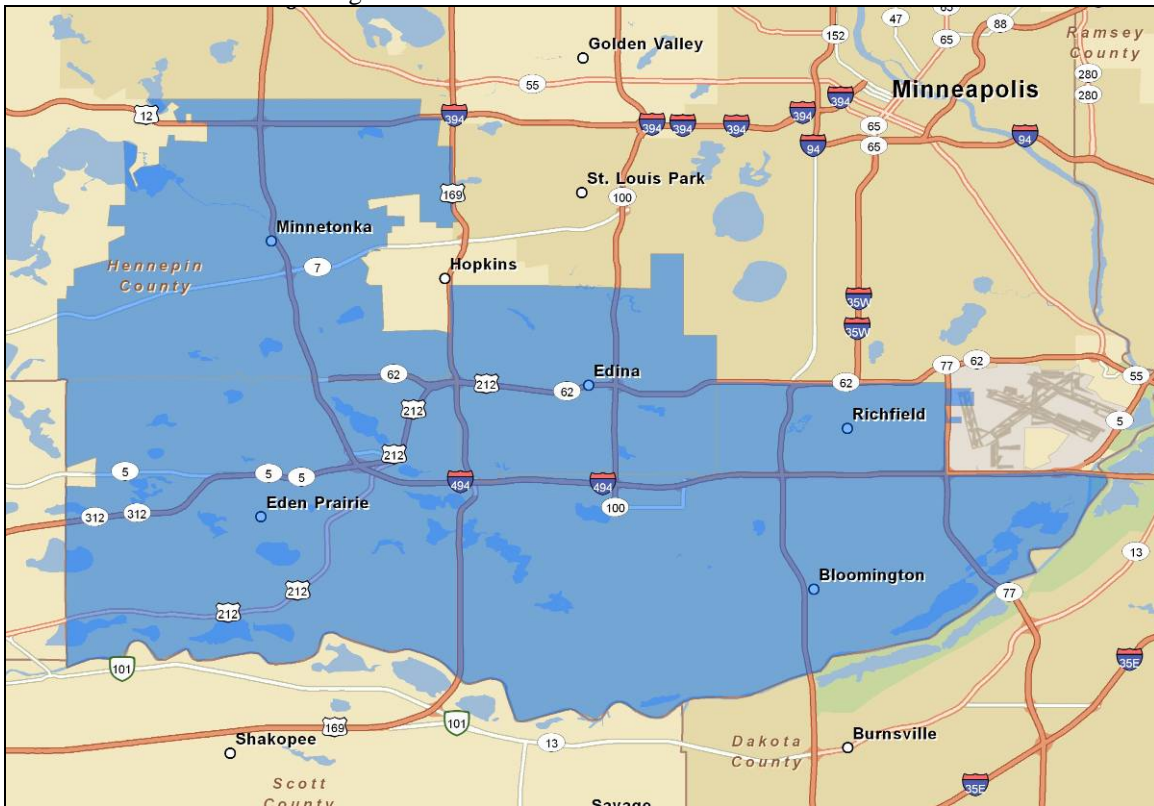 63
88
47
Ramsey
County
152
65
Golden Valley
280
55
Minneapolis
280
12
394
394
394
394
394
394
65
94
65
94
St. Louis Park
169
100
Minnetonka
Hennepin
County
7
Hopkins
35W
35W
77
62
62
212
Edina
62
62
55
212
Richfield
5
212
5
5
5
494
494
312
312
Eden Prairie
100
13
Bloomington
212
77
212
101
35E
169
101
Shakopee
13
Dakota
County
Burnsville
Scott
County
35E
Savage